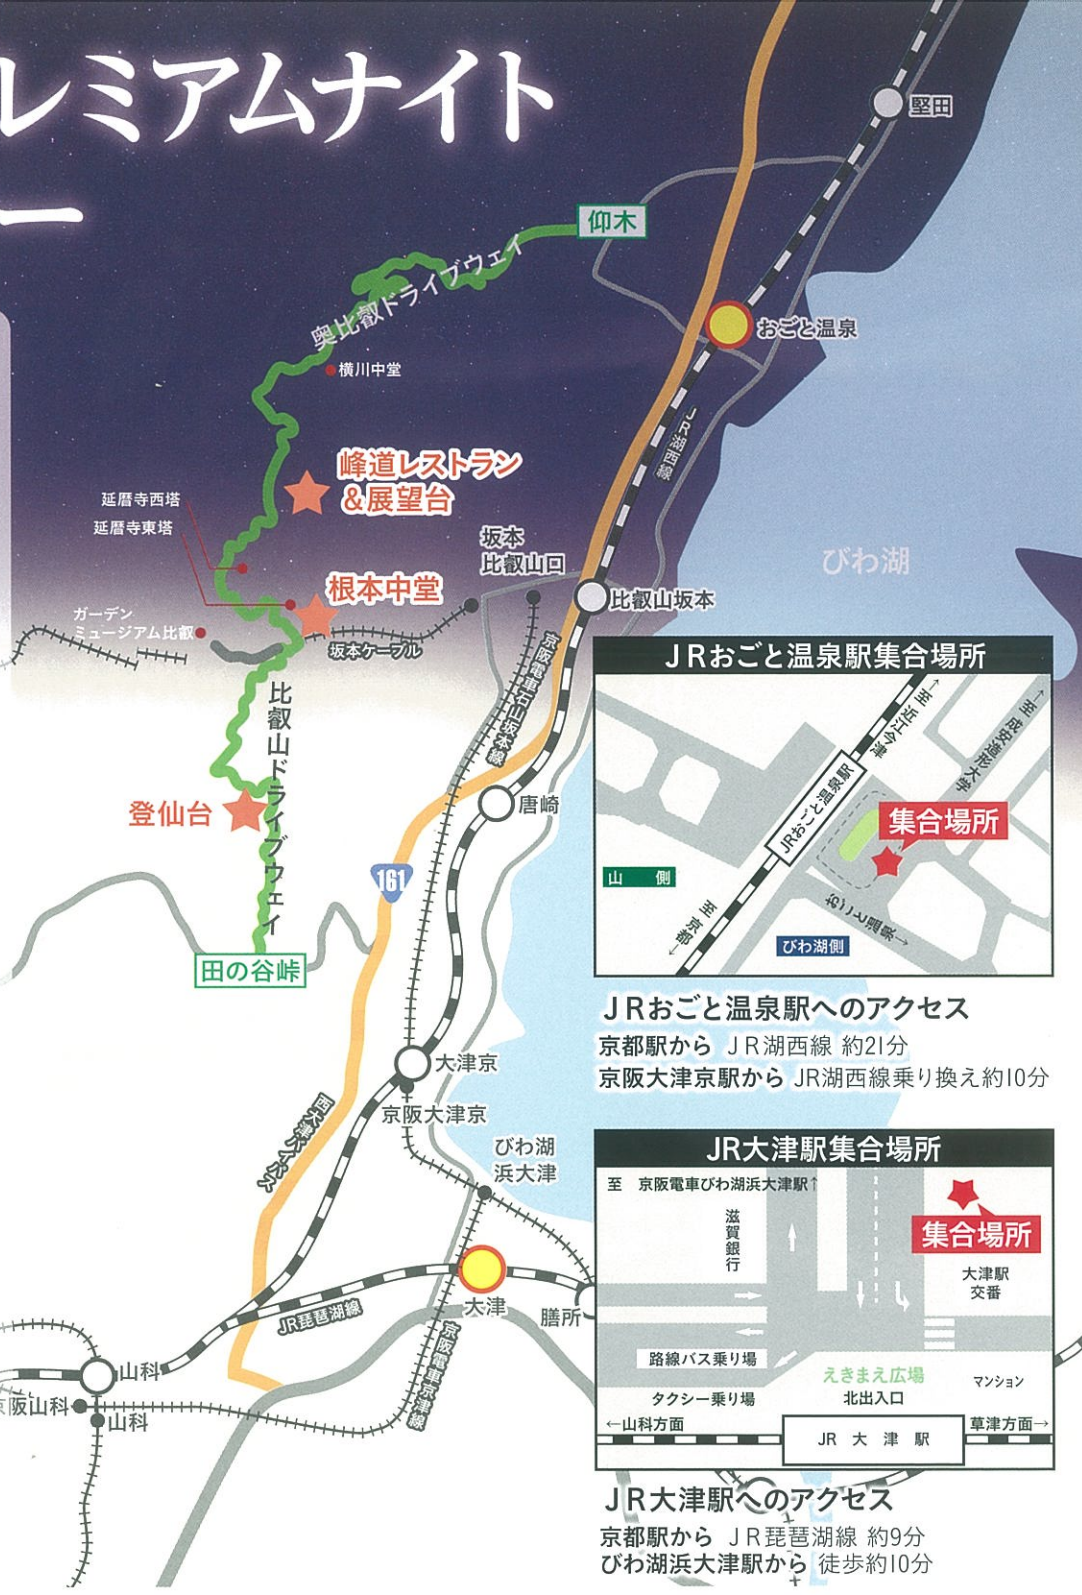 レミアムナイト
ー
堅田
仰木
奥比叡ドライブウェイ
おごと温泉
横川中堂
JR湖西線
峰道レストラン
&展望台
延暦寺西塔
延暦寺東塔
坂本
比叡山口
びわ湖
根本中堂
比叡山坂本
ガーデン
ミュージアム比叡
坂本ケーブル
京阪電車石山坂本線
比叡山ドライブウェイ
登仙台
唐崎
161
田の谷峠
大津京
京阪大津京
西大津バイパス
びわ湖
浜大津
大津
膳所
JR琵琶湖線
京阪電車京津線
山科
京阪山科
山科
JRおごと温泉駅集合場所
↑至 近江今津
↑至 成安造形大学
JRおごと温泉駅
集合場所
山側
至 京都↓
おごと温泉→
びわ湖側
JRおごと温泉駅へのアクセス
京都駅から JR湖西線 約21分
京阪大津京駅から JR湖西線乗り換え約10分
JR大津駅集合場所
至 京阪電車びわ湖浜大津駅↑
滋賀銀行
集合場所
大津駅
交番
路線バス乗り場
えきまえ広場
マンション
タクシー乗り場
北出入口
←山科方面
草津方面→
JR 大津駅
JR大津駅へのアクセス
京都駅から JR琵琶湖線 約9分
びわ湖浜大津駅から 徒歩約10分